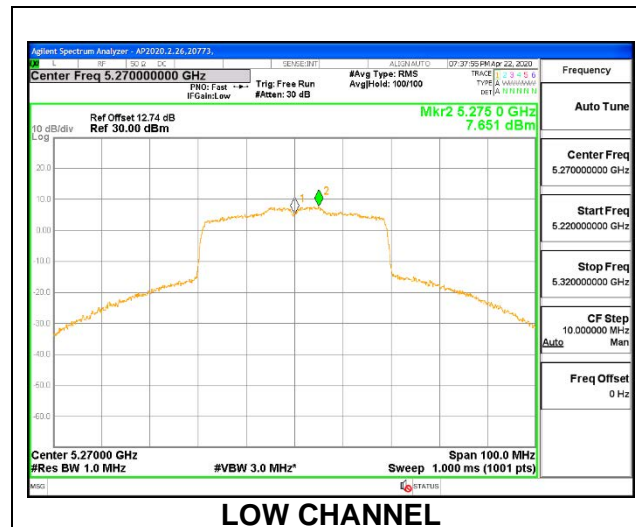 Agilent Spectrum Analyzer - AP2020.2.26,20773,
L RF 50 Ω DC SENSE:INT ALIGN AUTO 07:37:55 PM Apr 22, 2020
Center Freq 5.270000000 GHz
PNO: Fast
IFGain:Low
Trig: Free Run
#Atten: 30 dB
#Avg Type: RMS
Avg|Hold: 100/100
TRACE 1 2 3 4 5 6
TYPE A
DET A N N N N N
Frequency
Ref Offset 12.74 dB
10 dB/div Ref 30.00 dBm
Log
Mkr2 5.275 0 GHz
7.651 dBm
20.0
10.0
0.00
-10.0
-20.0
-30.0
-40.0
-50.0
-60.0
1
2
Center 5.27000 GHz Span 100.0 MHz
#Res BW 1.0 MHz #VBW 3.0 MHz* Sweep 1.000 ms (1001 pts)
MSG STATUS
Auto Tune
Center Freq
5.270000000 GHz
Start Freq
5.220000000 GHz
Stop Freq
5.320000000 GHz
CF Step
10.000000 MHz
Auto Man
Freq Offset
0 Hz
LOW CHANNEL